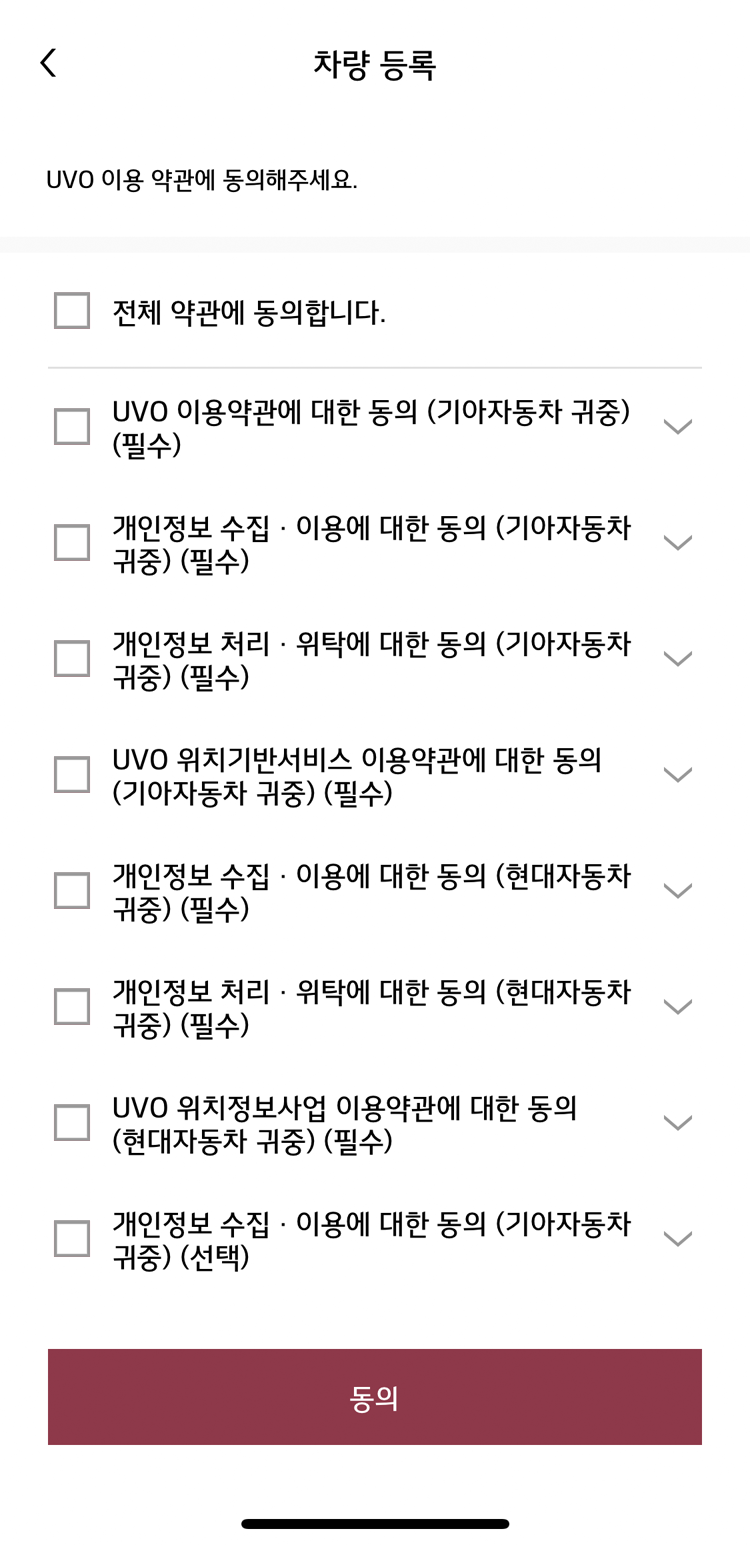 차량 등록
UVO 이용 약관에 동의해주세요.
전체 약관에 동의합니다.
UVO 이용약관에 대한 동의 (기아자동차 귀중)
(필수)
개인정보 수집 · 이용에 대한 동의 (기아자동차
귀중) (필수)
개인정보 처리 · 위탁에 대한 동의 (기아자동차
귀중) (필수)
UVO 위치기반서비스 이용약관에 대한 동의
(기아자동차 귀중) (필수)
개인정보 수집 · 이용에 대한 동의 (현대자동차
귀중) (필수)
개인정보 처리 · 위탁에 대한 동의 (현대자동차
귀중) (필수)
UVO 위치정보사업 이용약관에 대한 동의
(현대자동차 귀중) (필수)
개인정보 수집 · 이용에 대한 동의 (기아자동차
귀중) (선택)
동의